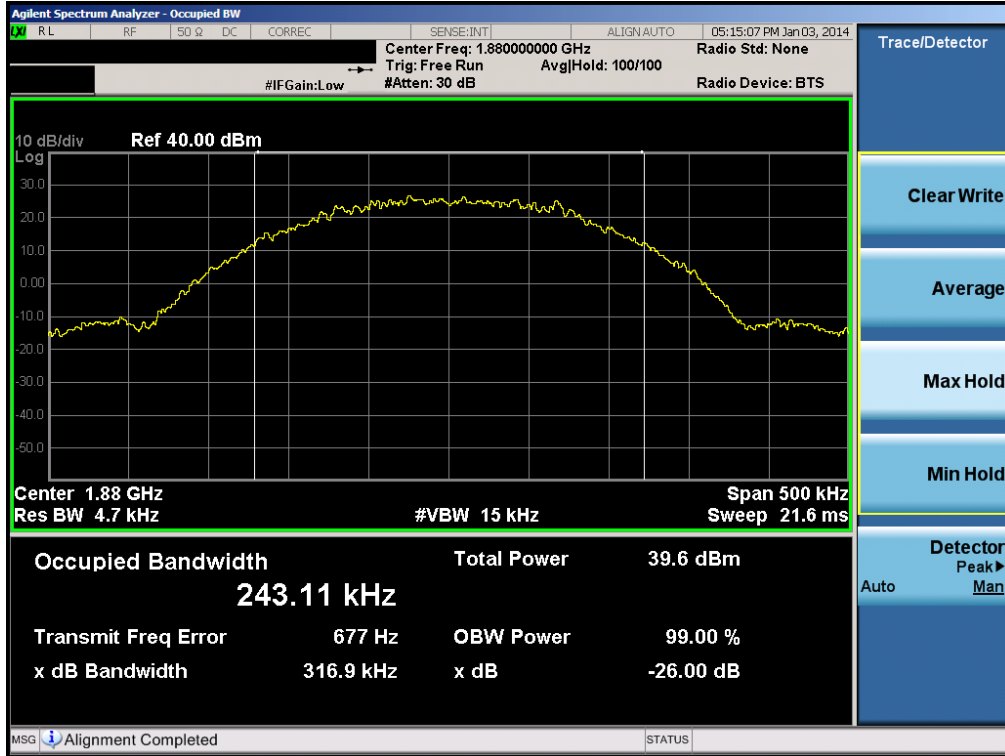 Agilent Spectrum Analyzer - Occupied BW
LXI RL RF 50 Ω DC CORREC SENSE:INT ALIGN AUTO 05:15:07 PM Jan 03, 2014
Center Freq: 1.880000000 GHz Radio Std: None
Trig: Free Run Avg|Hold: 100/100
#IFGain:Low #Atten: 30 dB Radio Device: BTS
Trace/Detector
10 dB/div Ref 40.00 dBm
Log
30.0
20.0
10.0
0.00
-10.0
-20.0
-30.0
-40.0
-50.0
Center 1.88 GHz Span 500 kHz
Res BW 4.7 kHz #VBW 15 kHz Sweep 21.6 ms
Occupied Bandwidth Total Power 39.6 dBm
243.11 kHz
Transmit Freq Error 677 Hz OBW Power 99.00 %
x dB Bandwidth 316.9 kHz x dB -26.00 dB
Clear Write
Average
Max Hold
Min Hold
Detector
Peak▶
Auto Man
MSG Alignment Completed STATUS